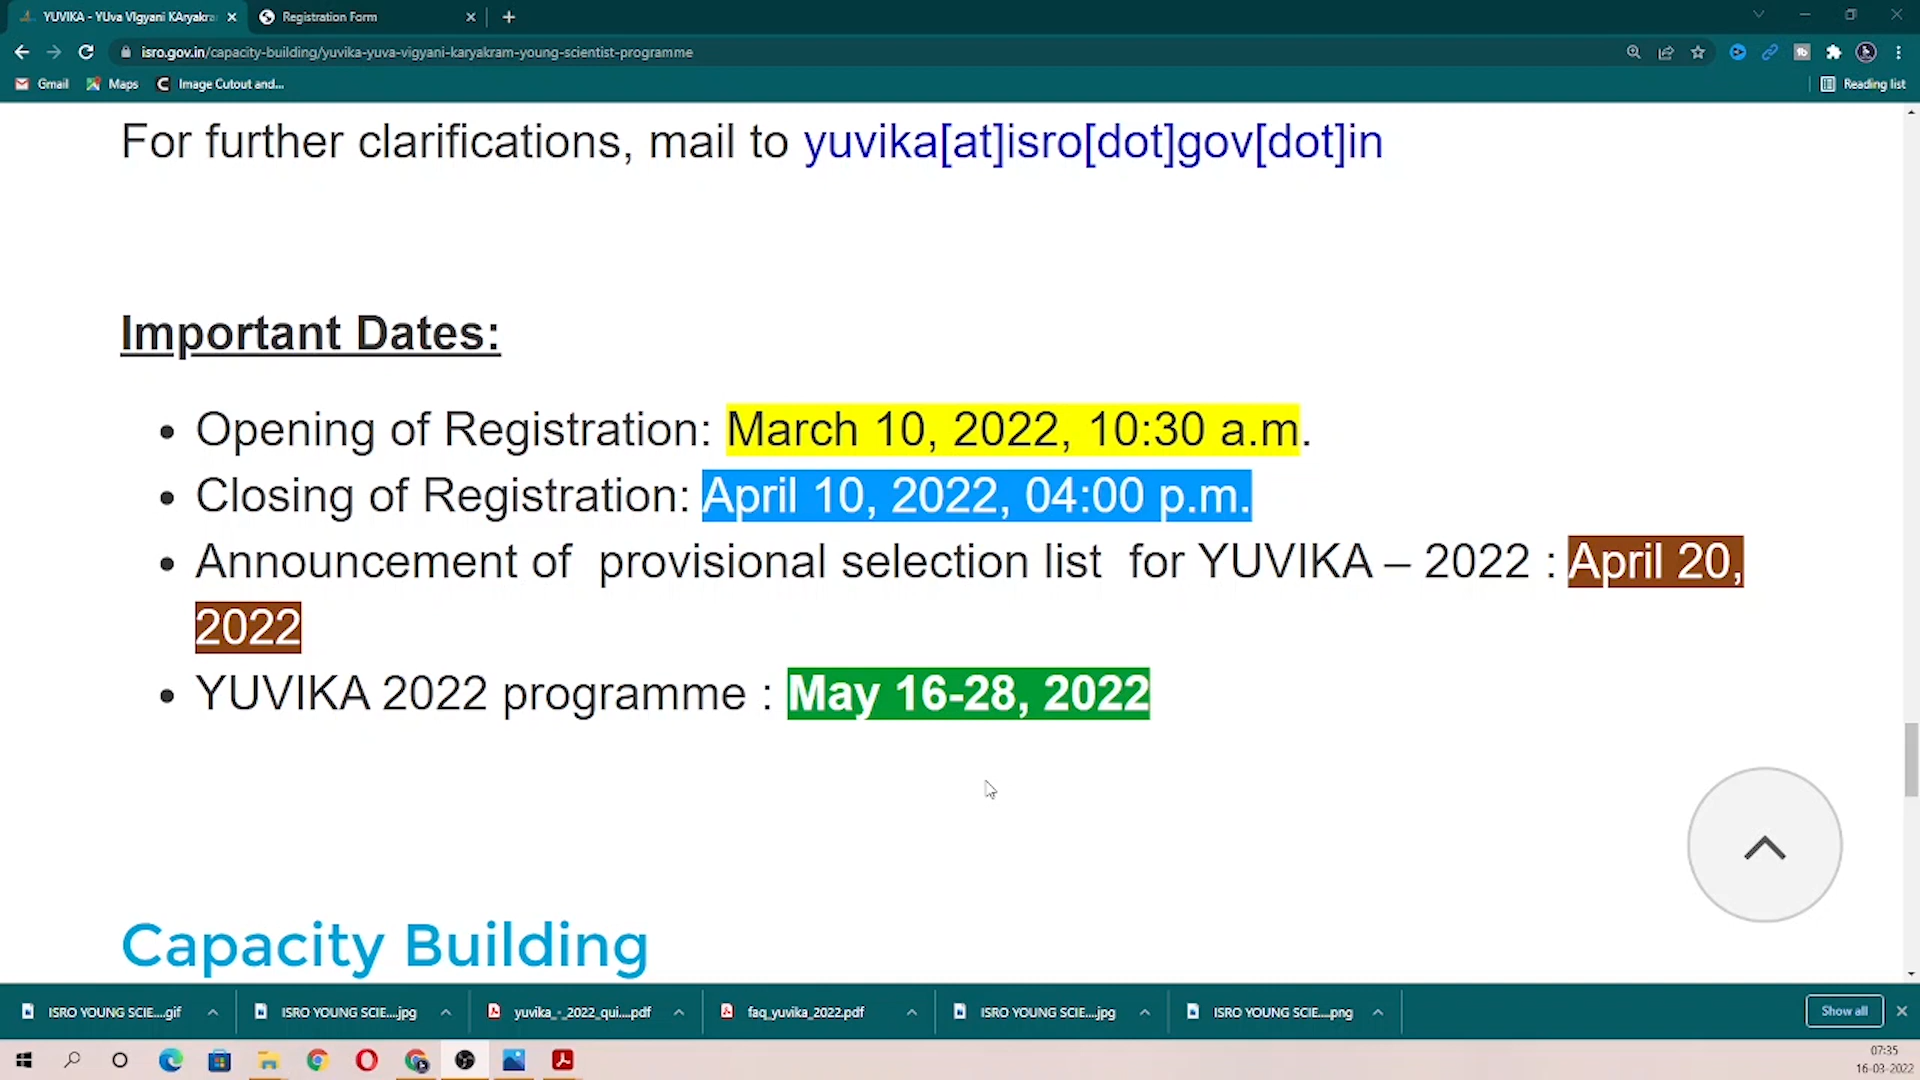 YUVIKA - YUva VIgyani KAryakra
Registration Form
isro.gov.in/capacity-building/yuvika-yuva-vigyani-karyakram-young-scientist-programme
Gmail
Maps
Image Cutout and...
Reading list
For further clarifications, mail to yuvika[at]isro[dot]gov[dot]in
Important Dates:
• Opening of Registration: March 10, 2022, 10:30 a.m.
• Closing of Registration: April 10, 2022, 04:00 p.m.
• Announcement of provisional selection list for YUVIKA – 2022 : April 20,
2022
• YUVIKA 2022 programme : May 16-28, 2022
Capacity Building
ISRO YOUNG SCIE....gif
ISRO YOUNG SCIE....jpg
yuvika_-_2022_qui....pdf
faq_yuvika_2022.pdf
ISRO YOUNG SCIE....jpg
ISRO YOUNG SCIE....png
Show all
07:35
16-03-2022